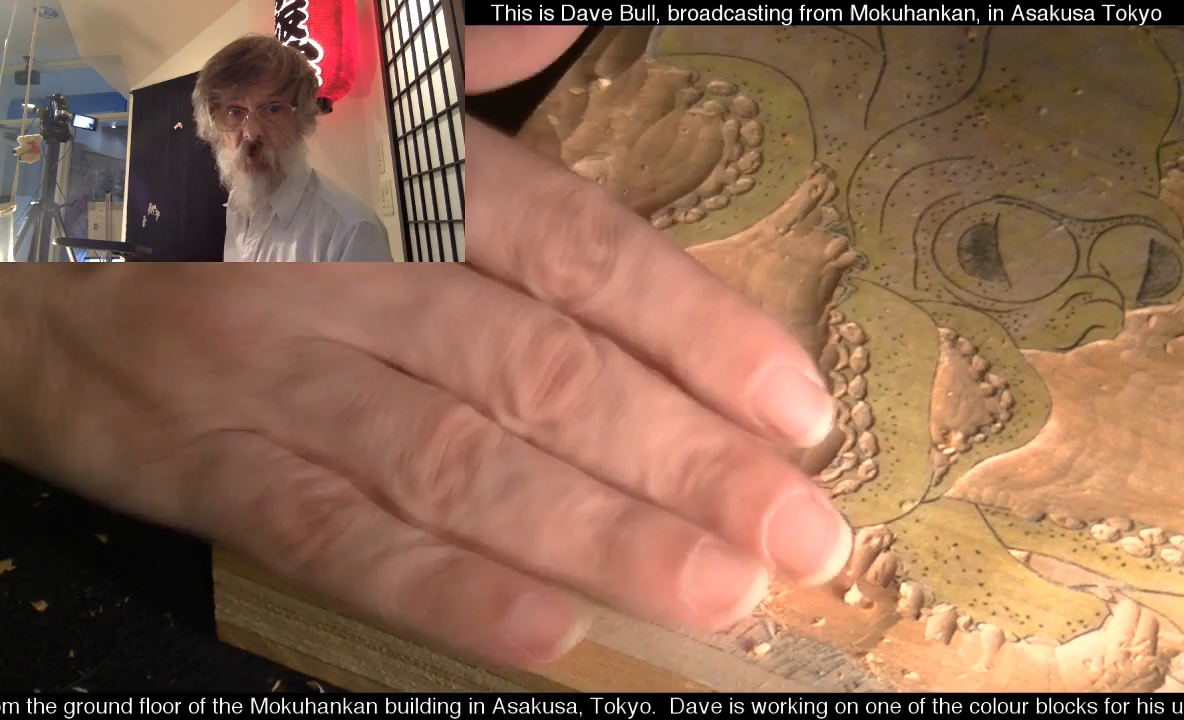 This is Dave Bull, broadcasting from Mokuhankan, in Asakusa Tokyo
om the ground floor of the Mokuhankan building in Asakusa, Tokyo. Dave is working on one of the colour blocks for his u